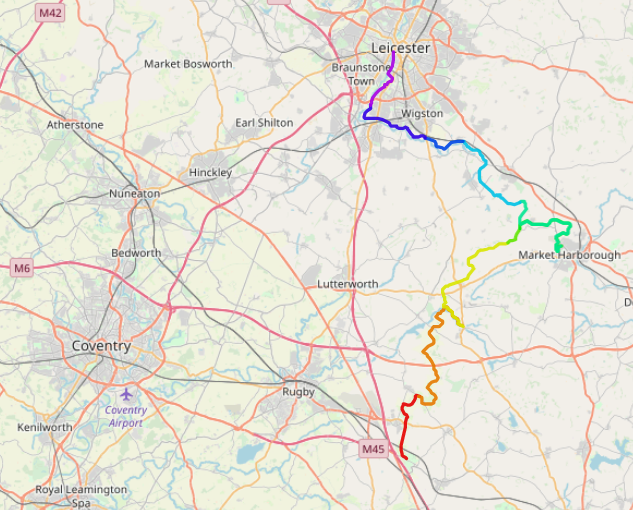 M42
Leicester
Market Bosworth
Braunstone
Town
Earl Shilton
Wigston
Atherstone
Hinckley
Nuneaton
Bedworth
Market Harborough
M6
Lutterworth
Coventry
Rugby
Coventry
Airport
Kenilworth
M45
Royal Leamington
Spa